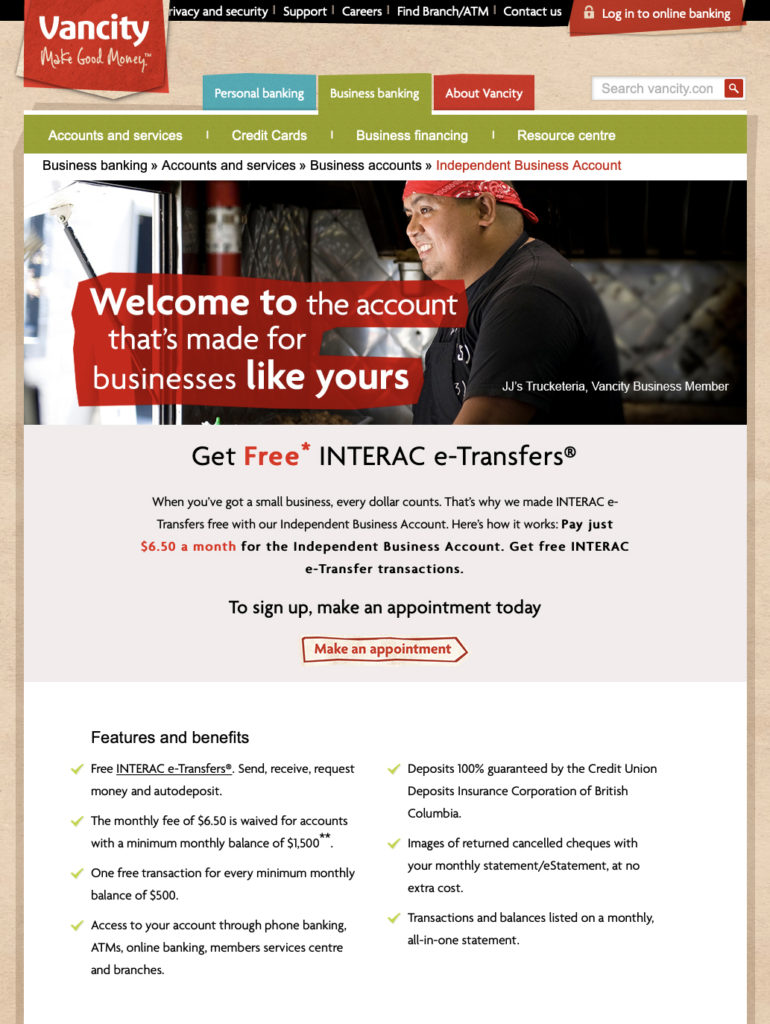 Vancity
Make Good Money.™
rivacy and security | Support | Careers | Find Branch/ATM | Contact us
Log in to online banking
Personal banking
Business banking
About Vancity
Search vancity.con
Accounts and services | Credit Cards | Business financing | Resource centre
Business banking » Accounts and services » Business accounts » Independent Business Account
Welcome to the account
that's made for
businesses like yours
JJ's Trucketeria, Vancity Business Member
Get Free* INTERAC e-Transfers®
When you've got a small business, every dollar counts. That's why we made INTERAC e-
Transfers free with our Independent Business Account. Here's how it works: Pay just
$6.50 a month for the Independent Business Account. Get free INTERAC
e-Transfer transactions.
To sign up, make an appointment today
Make an appointment
Features and benefits
Free INTERAC e-Transfers®. Send, receive, request
money and autodeposit.
The monthly fee of $6.50 is waived for accounts
with a minimum monthly balance of $1,500**.
One free transaction for every minimum monthly
balance of $500.
Access to your account through phone banking,
ATMs, online banking, members services centre
and branches.
Deposits 100% guaranteed by the Credit Union
Deposits Insurance Corporation of British
Columbia.
Images of returned cancelled cheques with
your monthly statement/eStatement, at no
extra cost.
Transactions and balances listed on a monthly,
all-in-one statement.